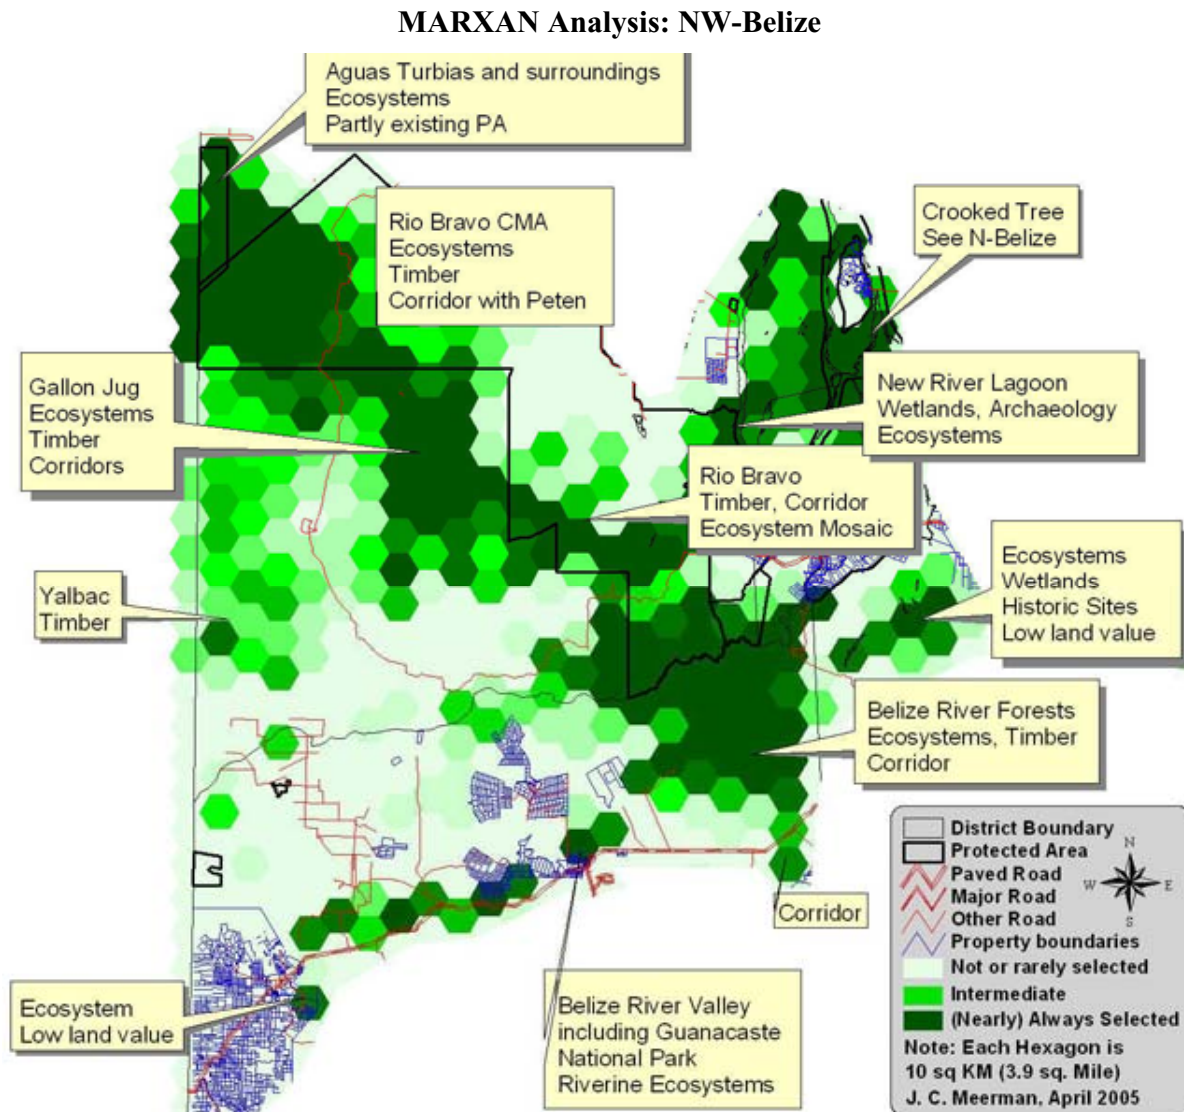 MARXAN Analysis: NW-Belize
Aguas Turbias and surroundings
Ecosystems
Partly existing PA
Rio Bravo CMA
Ecosystems
Timber
Corridor with Peten
Crooked Tree
See N-Belize
Gallon Jug
Ecosystems
Timber
Corridors
New River Lagoon
Wetlands, Archaeology
Ecosystems
Rio Bravo
Timber, Corridor
Ecosystem Mosaic
Ecosystems
Wetlands
Historic Sites
Low land value
Yalbac
Timber
Belize River Forests
Ecosystems, Timber
Corridor
Corridor
Ecosystem
Low land value
Belize River Valley
including Guanacaste
National Park
Riverine Ecosystems
District Boundary
Protected Area
Paved Road
Major Road
Other Road
Property boundaries
Not or rarely selected
Intermediate
(Nearly) Always Selected
N
W E
S
Note: Each Hexagon is
10 sq KM (3.9 sq. Mile)
J. C. Meerman, April 2005